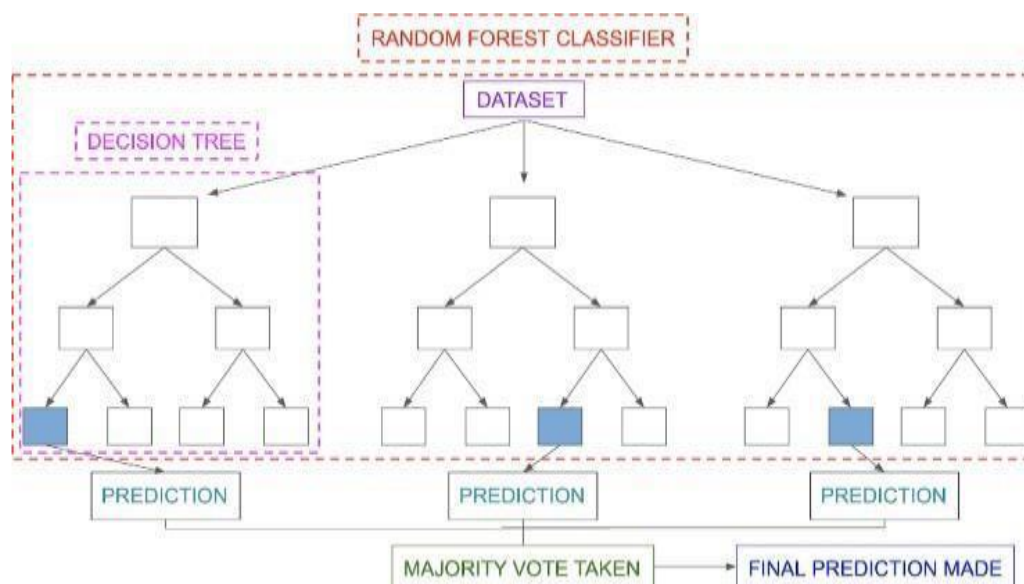 RANDOM FOREST CLASSIFIER
DATASET
DECISION TREE
PREDICTION
PREDICTION
PREDICTION
MAJORITY VOTE TAKEN
FINAL PREDICTION MADE